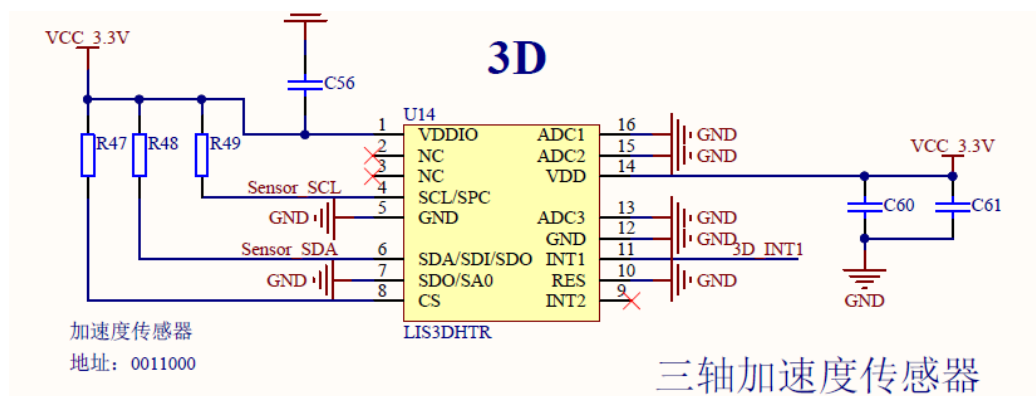 VCC_3.3V
3D
C56
U14
R47
R48
R49
1
VDDIO
ADC1
16
GND
2
NC
ADC2
15
GND
VCC_3.3V
3
NC
VDD
14
Sensor_SCL
4
SCL/SPC
C60
C61
GND
5
GND
ADC3
13
GND
GND
12
GND
Sensor_SDA
6
SDA/SDI/SDO
INT1
11
3D_INT1
GND
7
SDO/SA0
RES
10
GND
8
CS
INT2
9
GND
LIS3DHTR
加速度传感器
地址：0011000
三轴加速度传感器